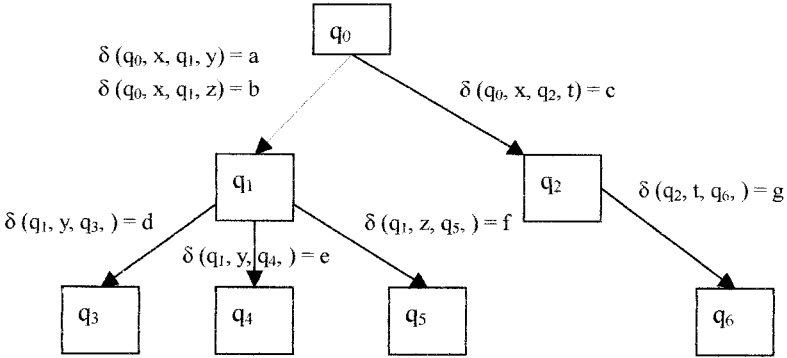 q₀
δ (q₀, x, q₁, y) = a
δ (q₀, x, q₁, z) = b
δ (q₀, x, q₂, t) = c
q₁
q₂
δ (q₂, t, q₆, ) = g
δ (q₁, y, q₃, ) = d
δ (q₁, z, q₅, ) = f
δ (q₁, y, q₄, ) = e
q₃
q₄
q₅
q₆